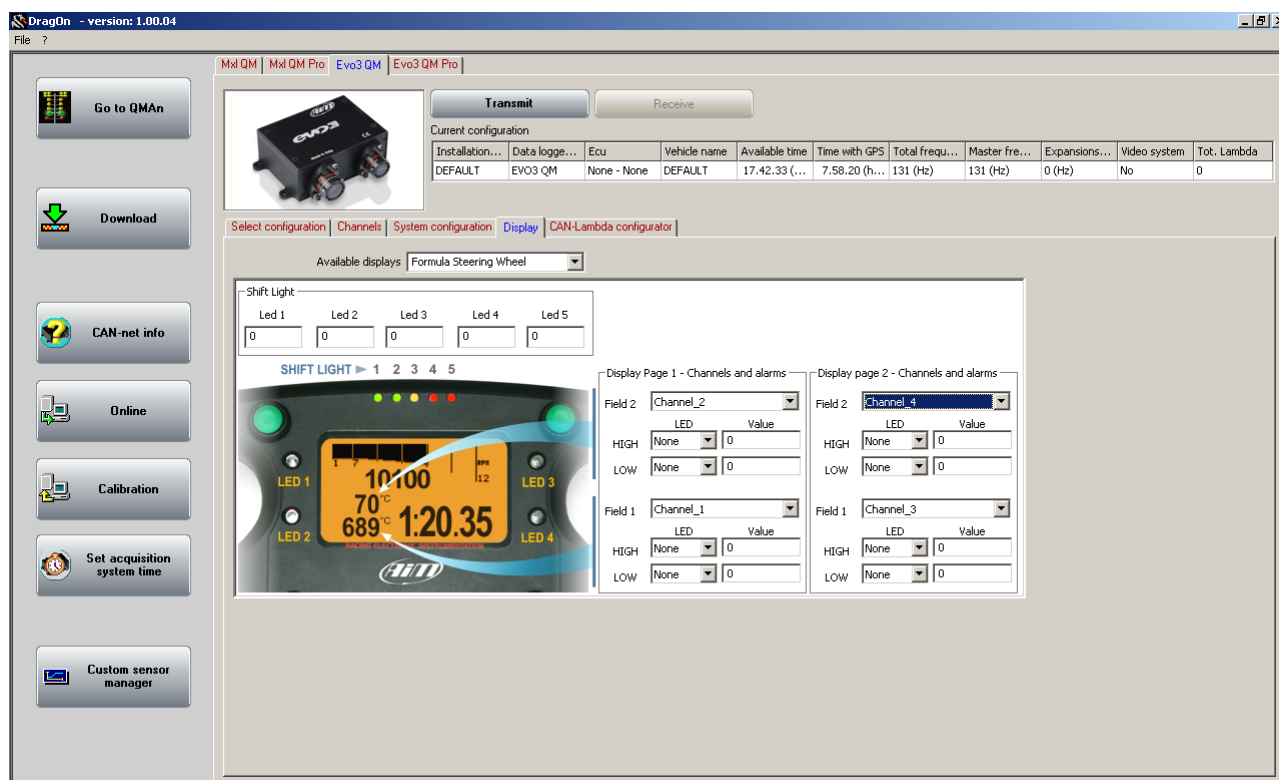 DragOn - version: 1.00.04
File ?
Go to QMAn
Download
CAN-net info
Online
Calibration
Set acquisition
system time
Custom sensor
manager
Mxl QM Mxl QM Pro Evo3 QM Evo3 QM Pro
AiM
evo3
Transmit Receive
Current configuration
Installation... Data logge... Ecu Vehicle name Available time Time with GPS Total frequ... Master fre... Expansions... Video system Tot. Lambda
DEFAULT EVO3 QM None - None DEFAULT 17.42.33 (... 7.58.20 (h... 131 (Hz) 131 (Hz) 0 (Hz) No 0
Select configuration Channels System configuration Display CAN-Lambda configurator
Available displays Formula Steering Wheel
Shift Light
Led 1 Led 2 Led 3 Led 4 Led 5
0 0 0 0 0
SHIFT LIGHT 1 2 3 4 5
LED 1
LED 2
LED 3
LED 4
1 7
RPM
12
10100
70°C
689°C 1:20.35
AiM
Display Page 1 - Channels and alarms
Field 2 Channel_2
LED Value
HIGH None 0
LOW None 0
Field 1 Channel_1
LED Value
HIGH None 0
LOW None 0
Display page 2 - Channels and alarms
Field 2 Channel_4
LED Value
HIGH None 0
LOW None 0
Field 1 Channel_3
LED Value
HIGH None 0
LOW None 0